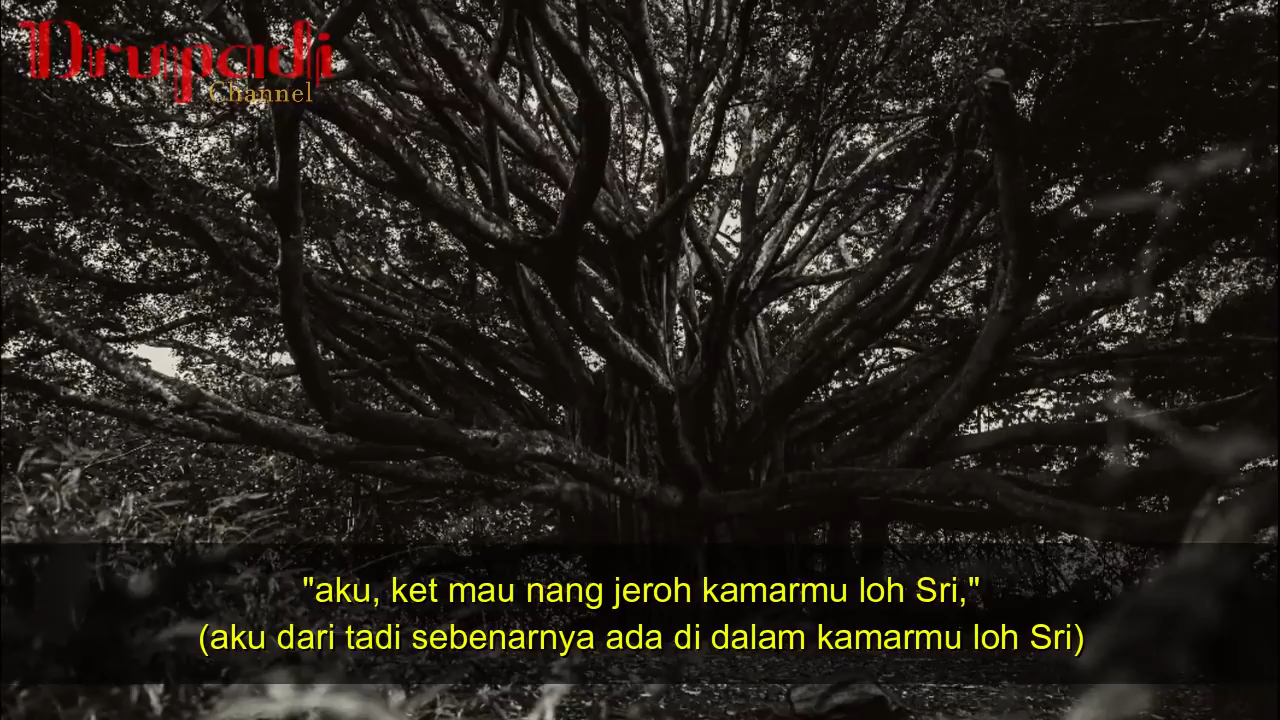 Drupadi
Channel
"aku, ket mau nang jeroh kamarmu loh Sri,"
(aku dari tadi sebenarnya ada di dalam kamarmu loh Sri)